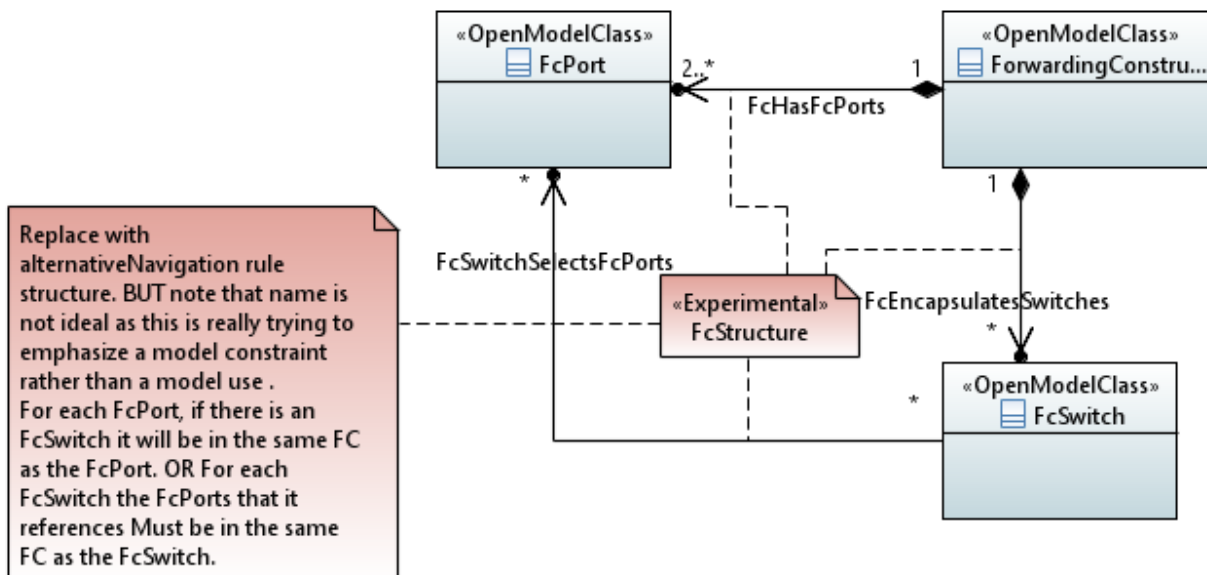 «OpenModelClass»
FcPort
«OpenModelClass»
ForwardingConstru...
2..*
1
FcHasFcPorts
*
1
Replace with
alternativeNavigation rule
structure. BUT note that name is
not ideal as this is really trying to
emphasize a model constraint
rather than a model use .
For each FcPort, if there is an
FcSwitch it will be in the same FC
as the FcPort. OR For each
FcSwitch the FcPorts that it
references Must be in the same
FC as the FcSwitch.
FcSwitchSelectsFcPorts
«Experimental»
FcStructure
FcEncapsulatesSwitches
*
*
«OpenModelClass»
FcSwitch